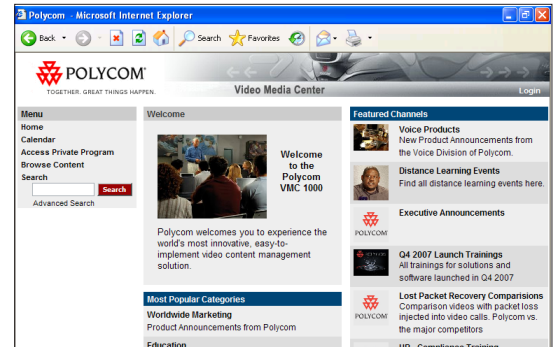 Polycom - Microsoft Internet Explorer
Back
Search
Favorites
POLYCOM
TOGETHER. GREAT THINGS HAPPEN.
Video Media Center
Login
Menu
Home
Calendar
Access Private Program
Browse Content
Search
Search
Advanced Search
Welcome
Welcome
to the
Polycom
VMC 1000
Polycom welcomes you to experience the
world's most innovative, easy-to-
implement video content management
solution.
Most Popular Categories
Worldwide Marketing
Product Announcements from Polycom
Education
Featured Channels
Voice Products
New Product Announcements from
the Voice Division of Polycom.
Distance Learning Events
Find all distance learning events here.
POLYCOM
Executive Announcements
Q4 2007 Launch Trainings
All trainings for solutions and
software launched in Q4 2007
POLYCOM
Lost Packet Recovery Comparisions
Comparison videos with packet loss
injected into video calls. Polycom vs.
the major competitors
Compliance Training